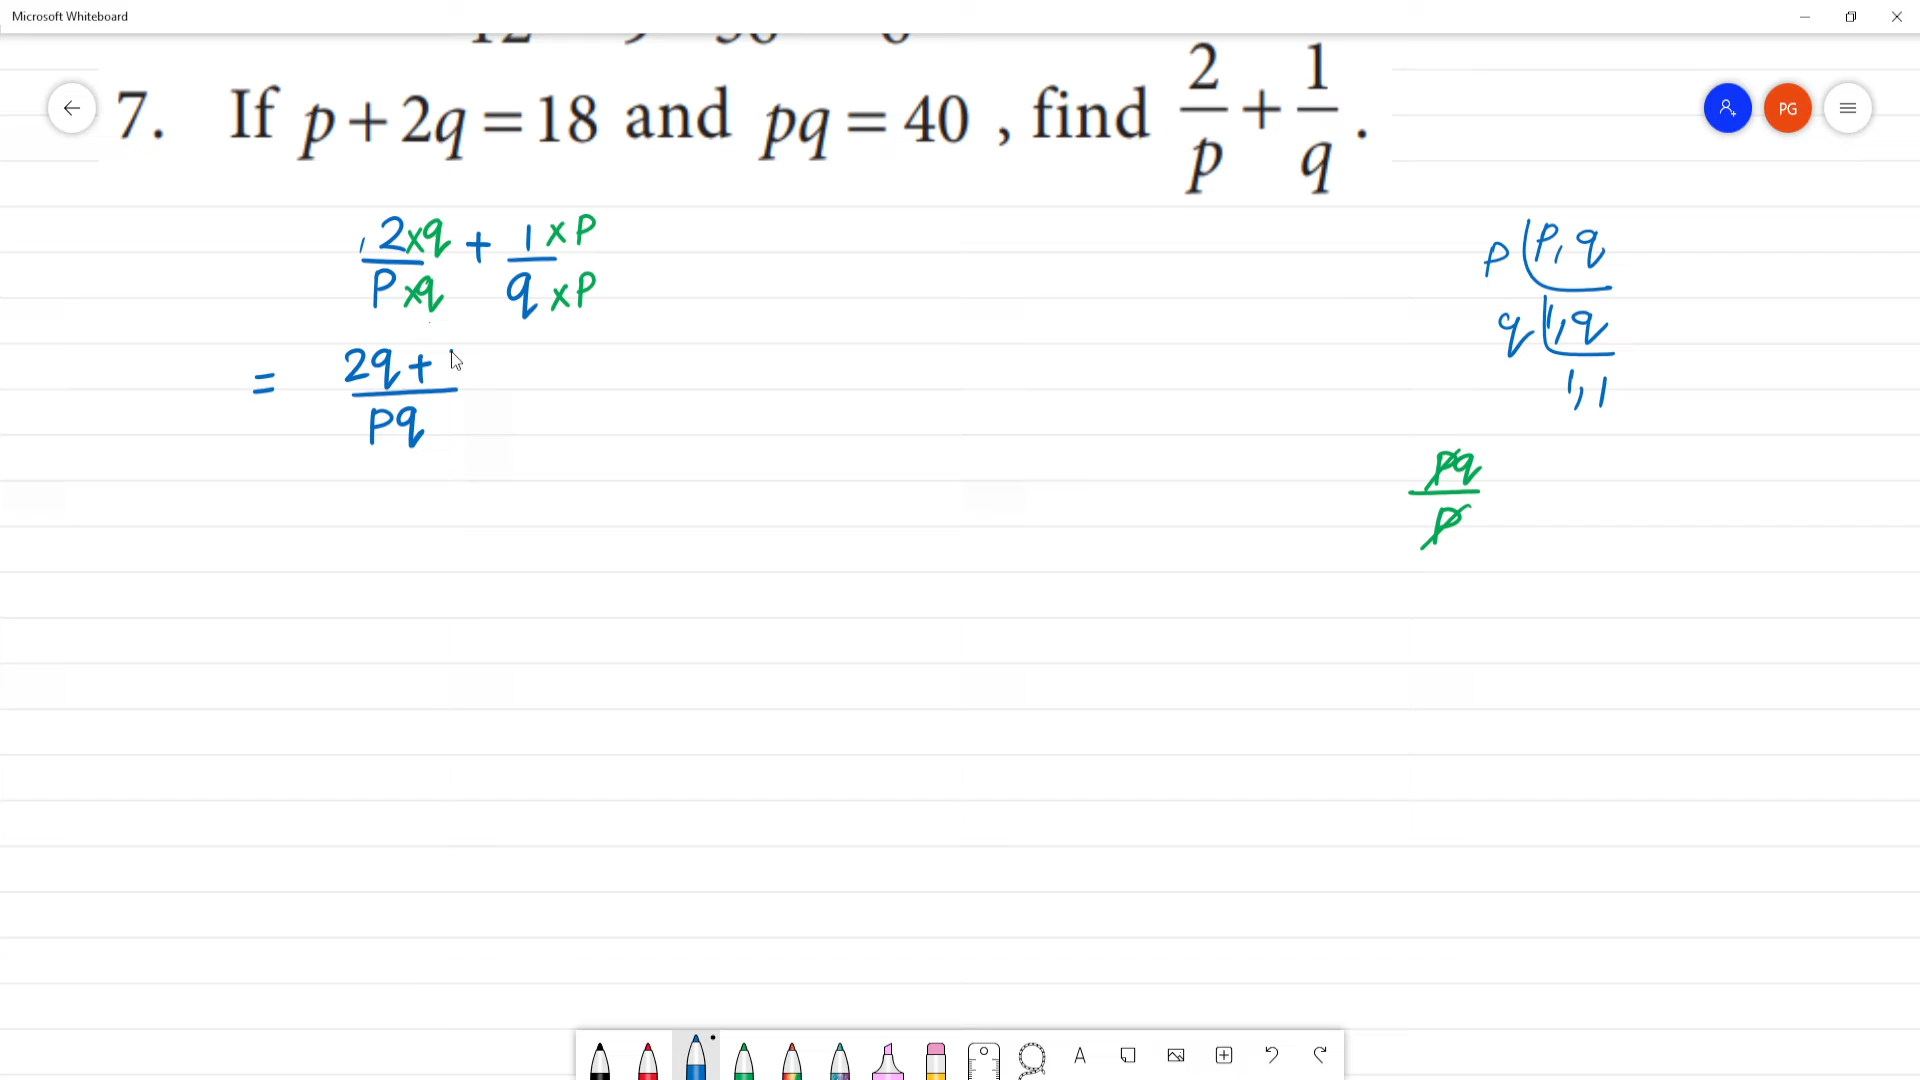 Microsoft Whiteboard
7. If p + 2q = 18 and pq = 40 , find 2/p + 1/q .
PG
2×q/P×q + 1×P/q×P
= 2q +/pq
p | P, q
q | 1, q
1, 1
pq/p
A